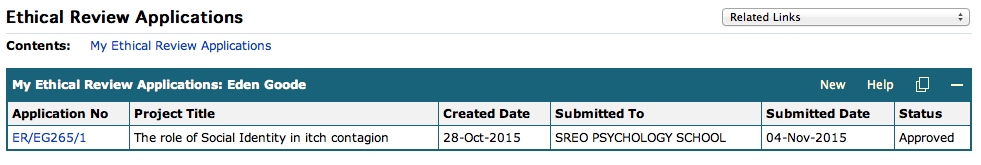 Ethical Review Applications
Related Links
Contents: My Ethical Review Applications
My Ethical Review Applications: Eden Goode New Help
Application No Project Title Created Date Submitted To Submitted Date Status
ER/EG265/1 The role of Social Identity in itch contagion 28-Oct-2015 SREO PSYCHOLOGY SCHOOL 04-Nov-2015 Approved